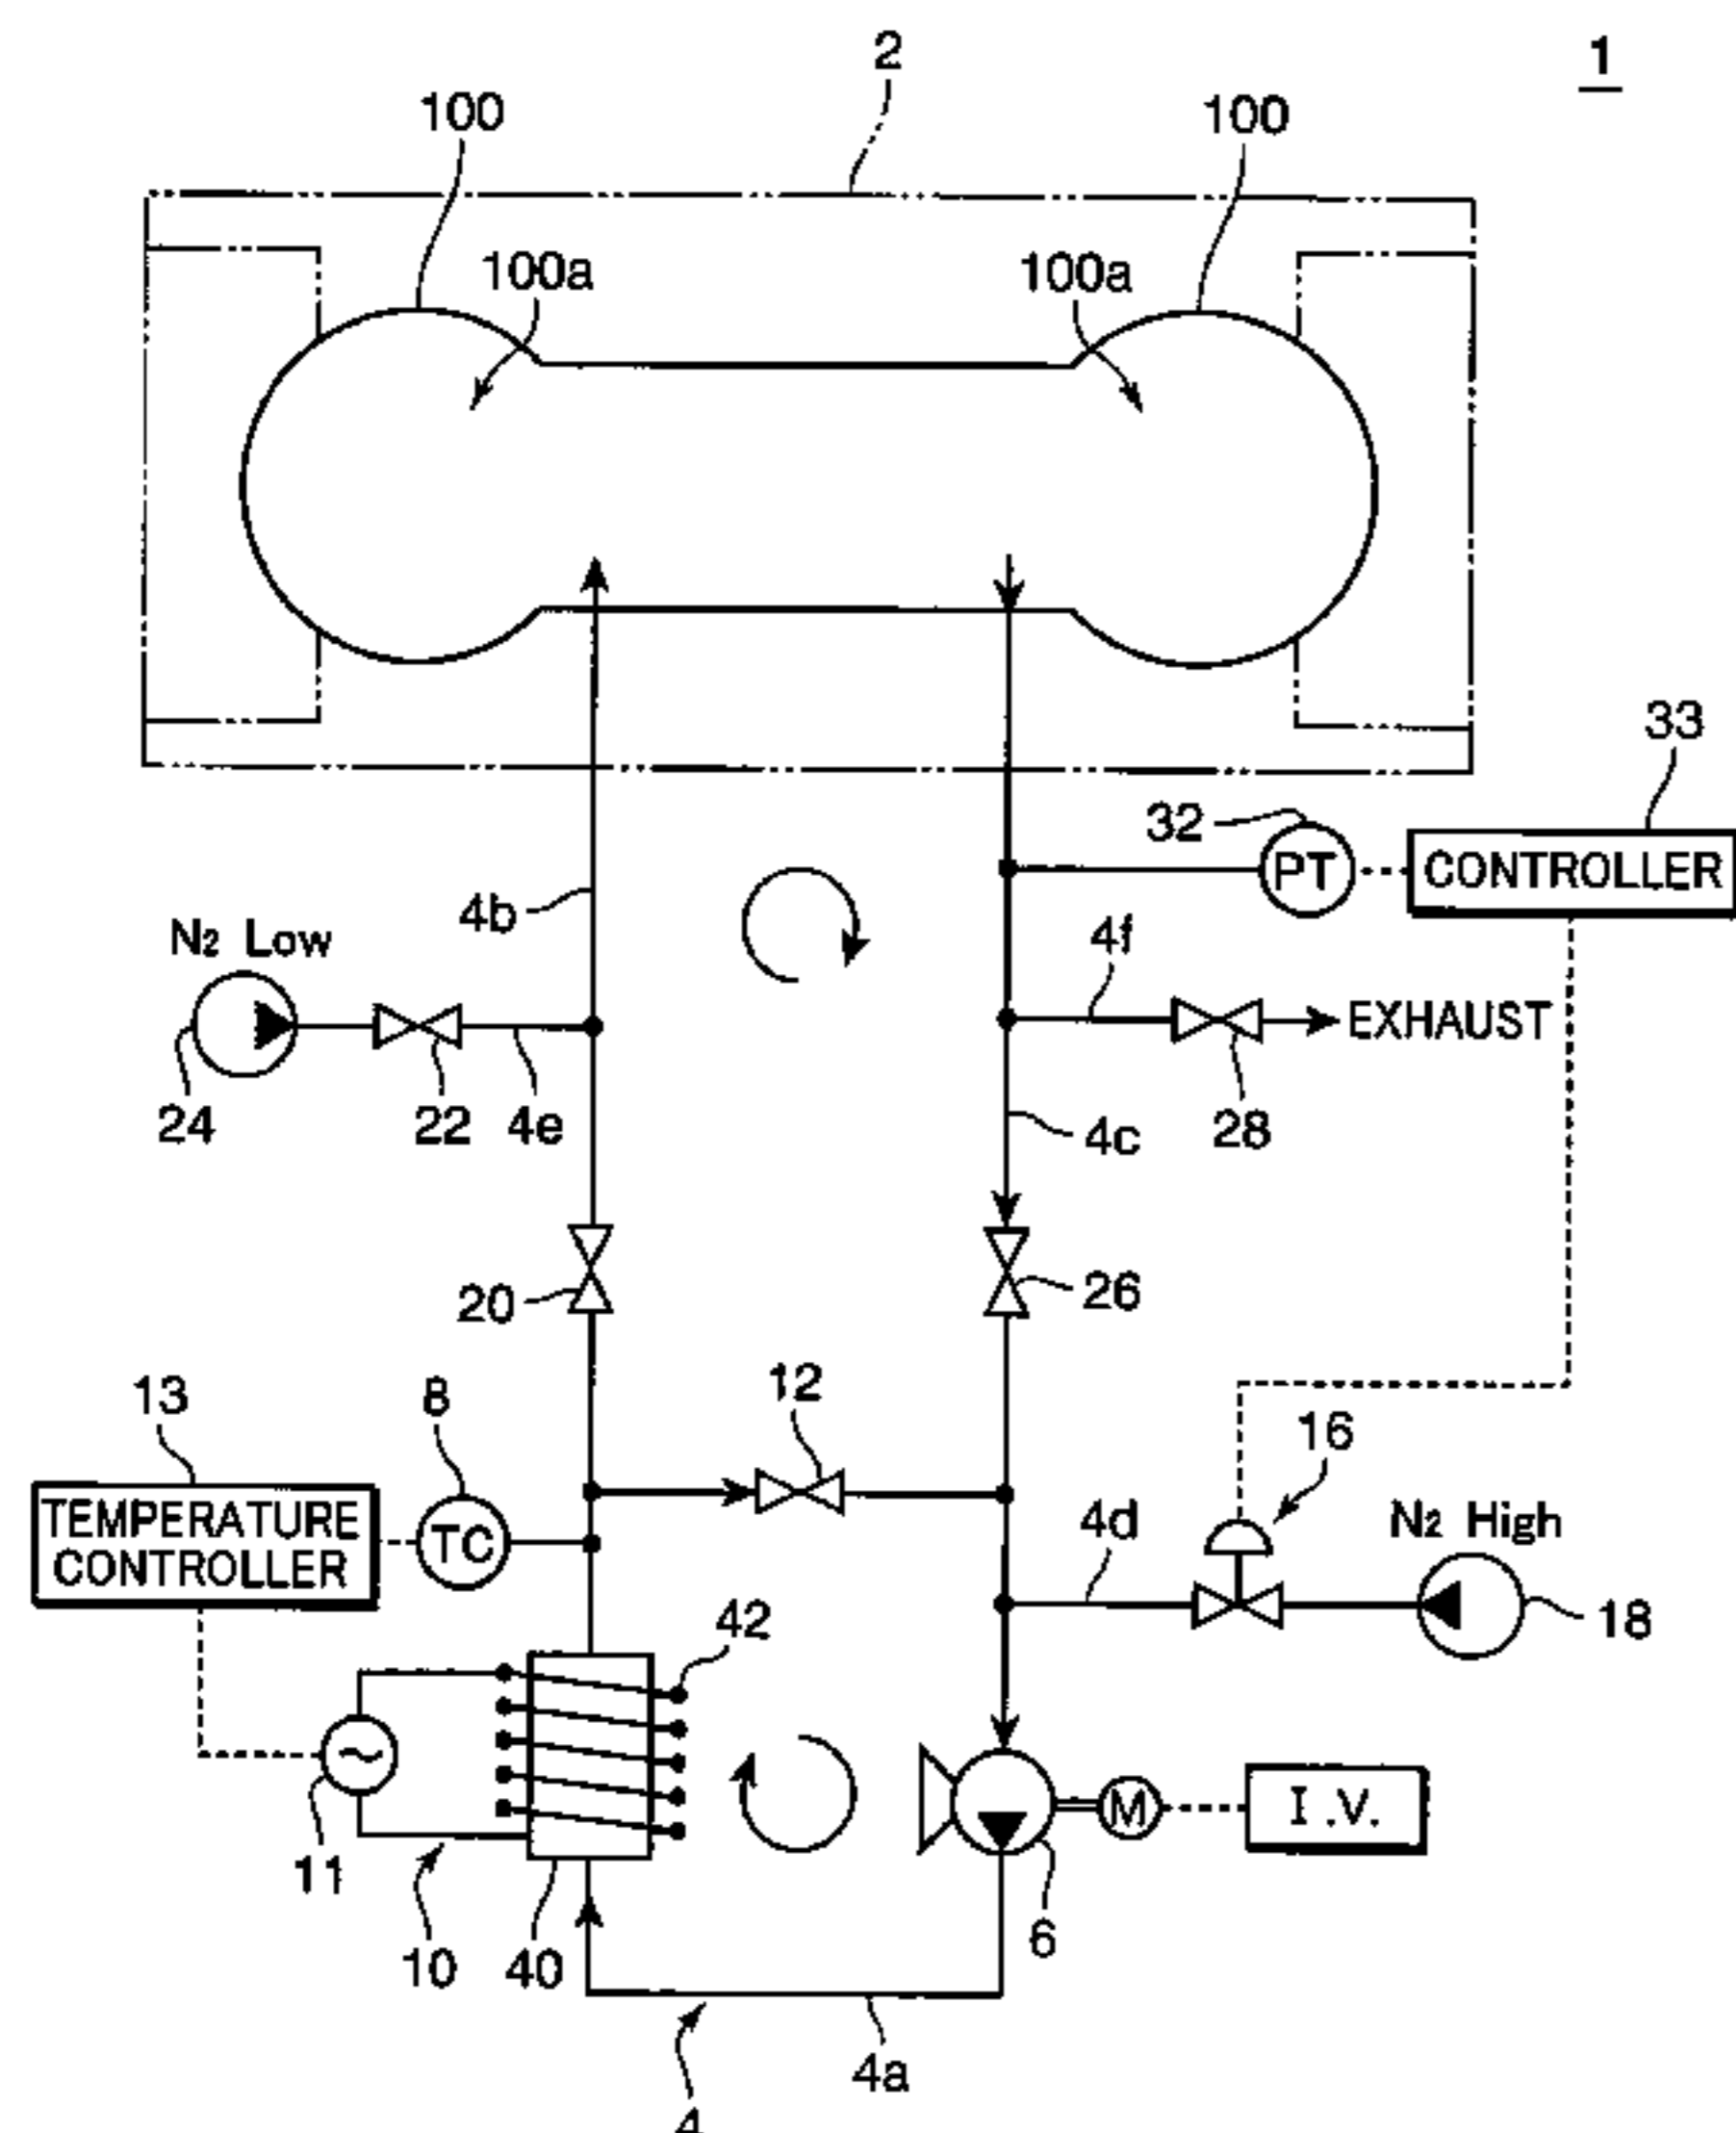 2
1
100
100
100a
100a
33
32
PT
CONTROLLER
4b
4f
N2 Low
EXHAUST
24
22
4e
4c
28
20
26
13
8
12
16
TEMPERATURE
CONTROLLER
TC
4d
N2 High
42
18
M
I.V.
11
10
40
6
4a
4